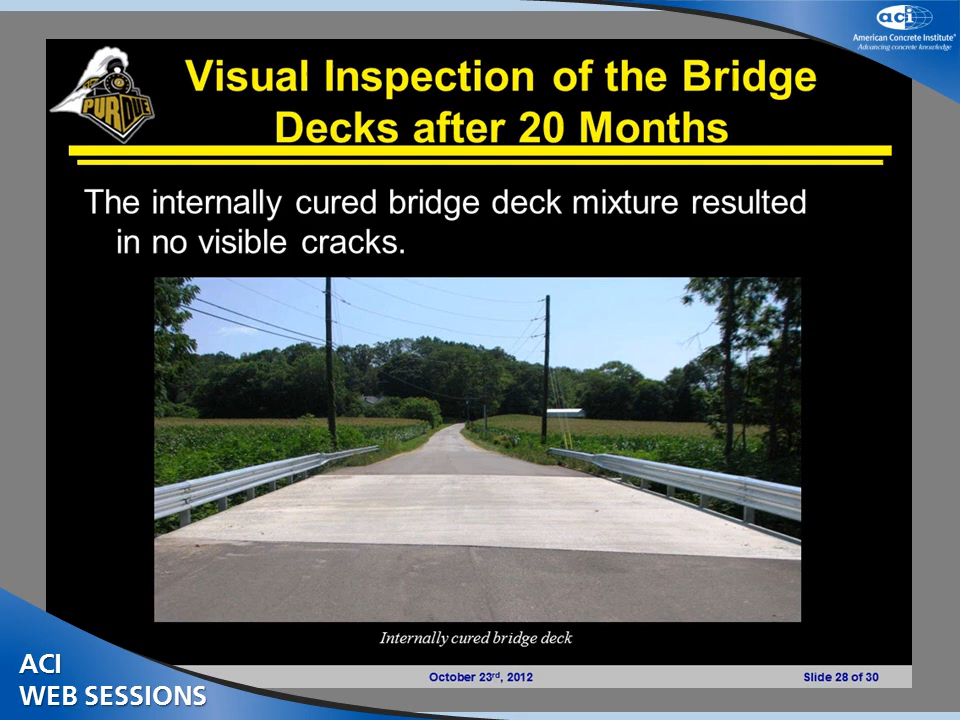 aci
American Concrete Institute®
Advancing concrete knowledge
PURDUE
Visual Inspection of the Bridge
Decks after 20 Months
The internally cured bridge deck mixture resulted
in no visible cracks.
Internally cured bridge deck
October 23rd, 2012
Slide 28 of 30
ACI
WEB SESSIONS